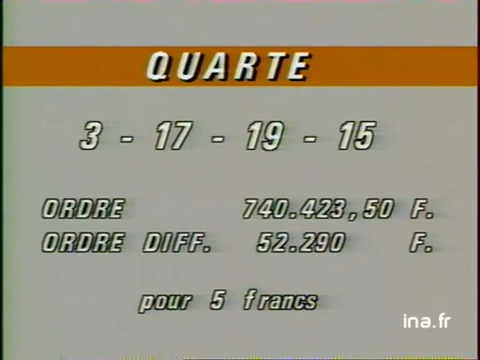 QUARTE
3 - 17 - 19 - 15
ORDRE 740.423,50 F.
ORDRE DIFF. 52.290 F.
pour 5 francs
ina.fr